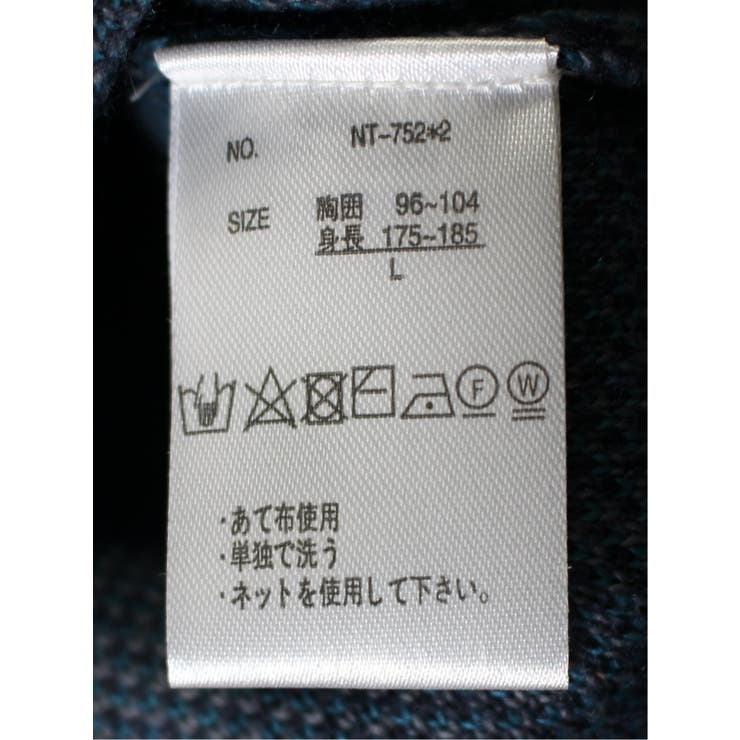 NO. NT-752*2
SIZE 胸囲 96~104
身長 175~185
L
F W
・あて布使用
・単独で洗う
・ネットを使用して下さい。